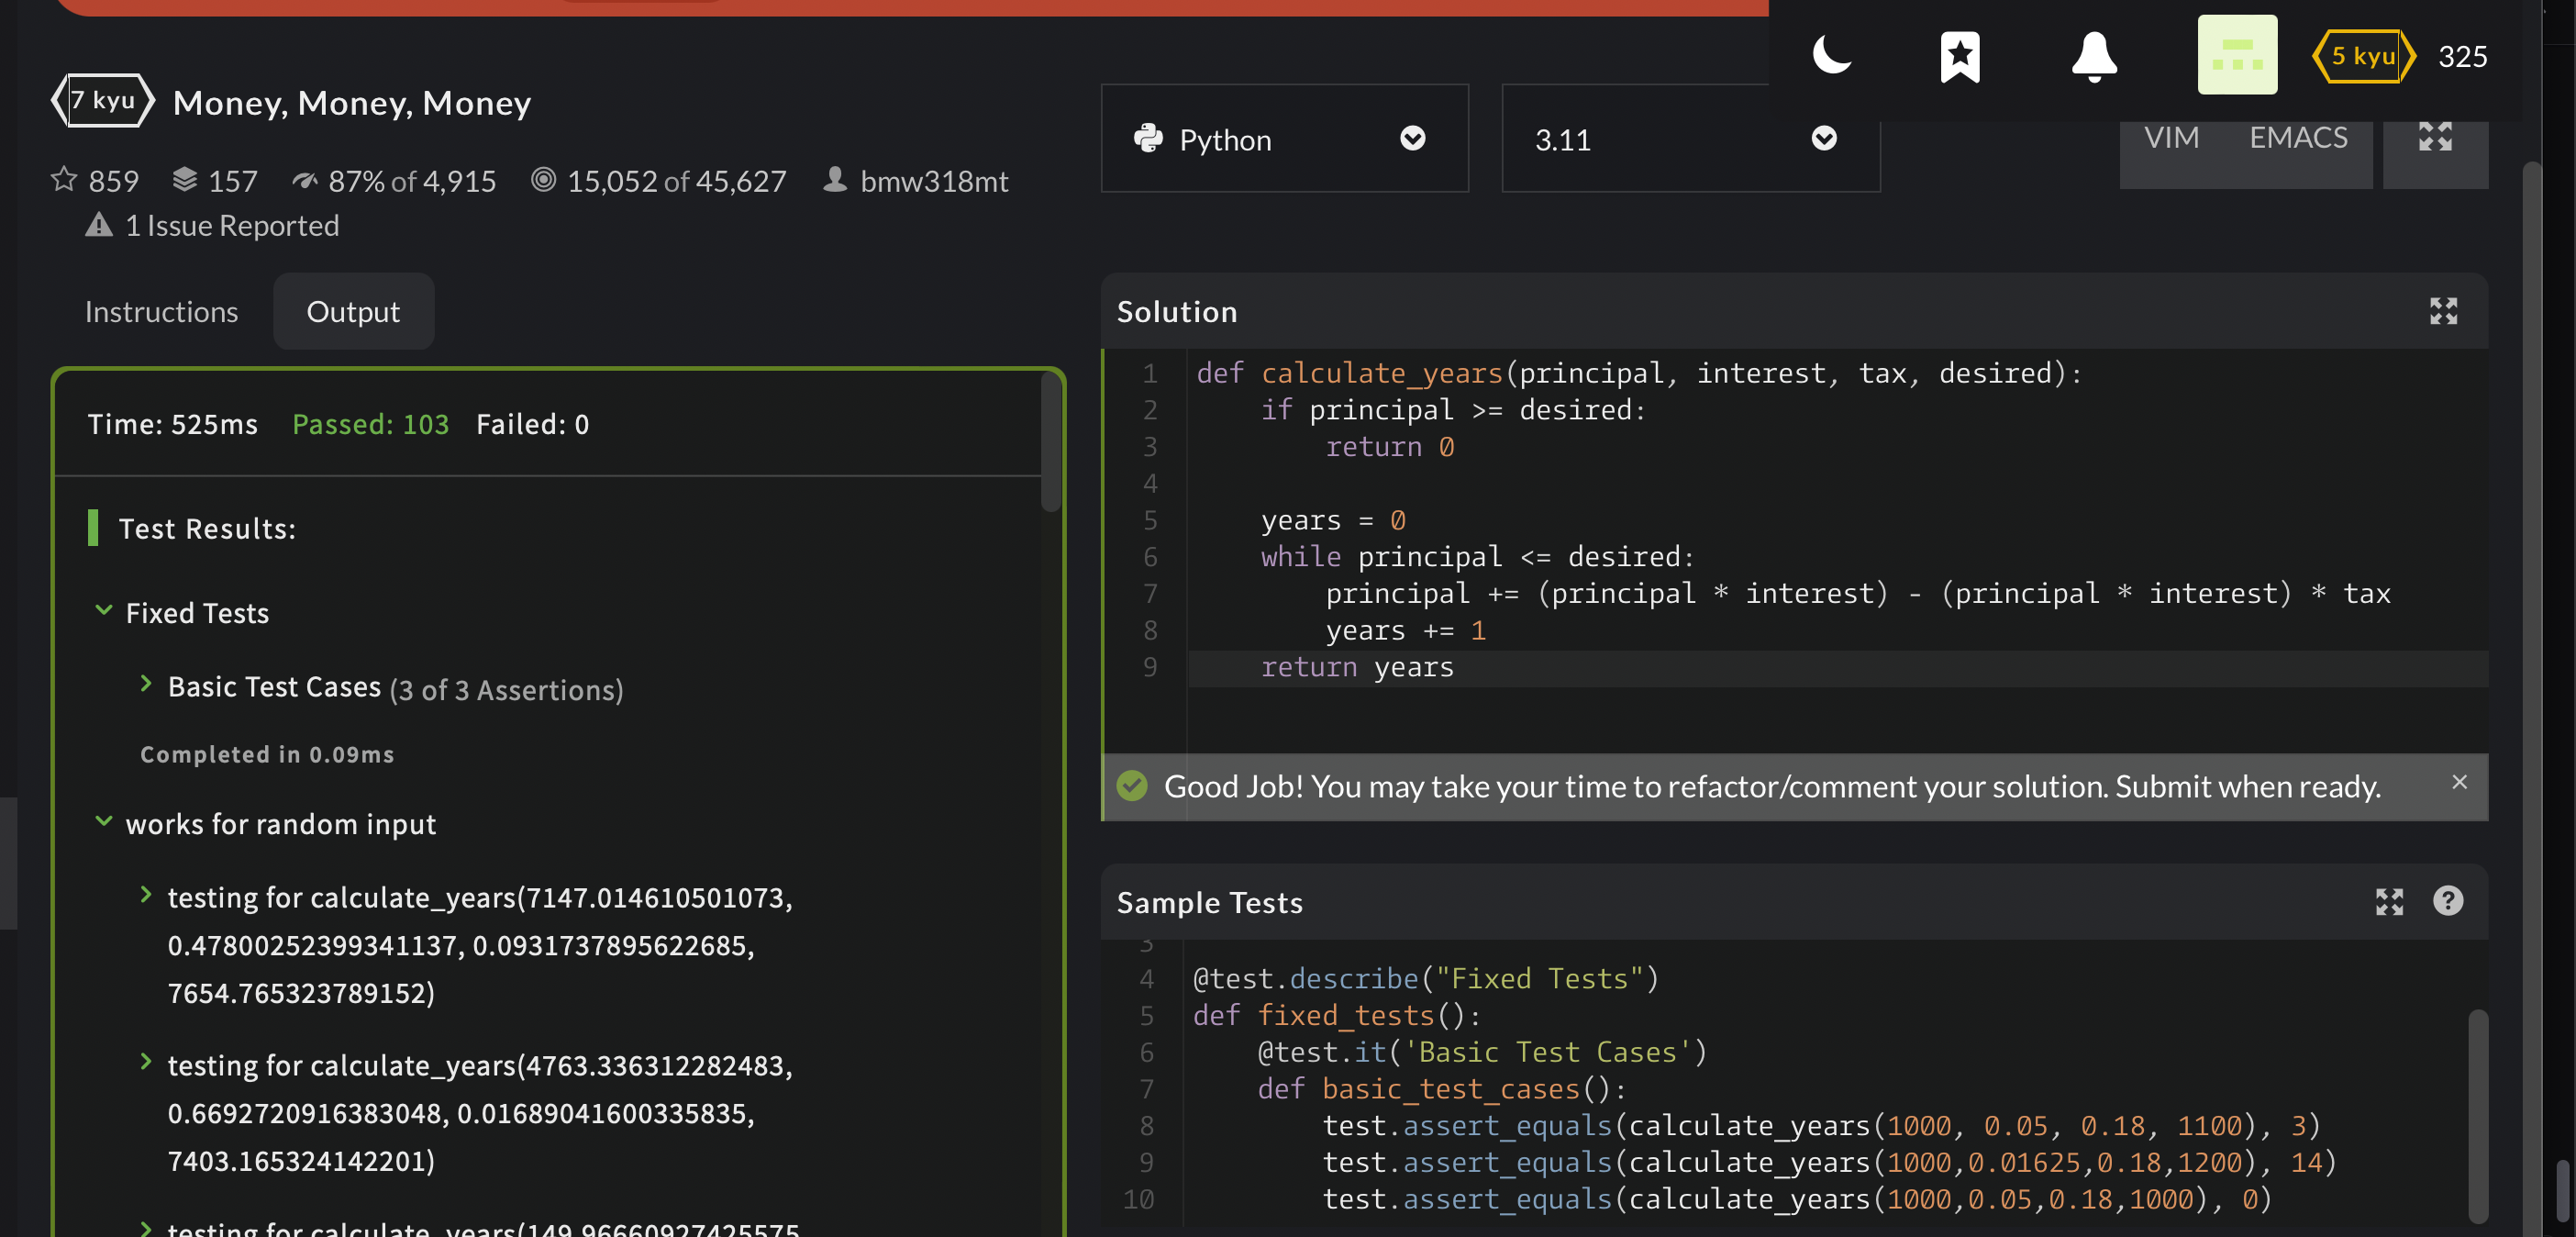 5 kyu 325
7 kyu Money, Money, Money
859 157 87% of 4,915 15,052 of 45,627 bmw318mt
1 Issue Reported
Python
3.11
VIM EMACS
Instructions Output
Time: 525ms Passed: 103 Failed: 0
Test Results:
Fixed Tests
Basic Test Cases (3 of 3 Assertions)
Completed in 0.09ms
works for random input
testing for calculate_years(7147.014610501073,
0.47800252399341137, 0.0931737895622685,
7654.765323789152)
testing for calculate_years(4763.336312282483,
0.6692720916383048, 0.01689041600335835,
7403.165324142201)
testing for calculate_years(149.96660927425575
Solution
1 def calculate_years(principal, interest, tax, desired):
2     if principal >= desired:
3         return 0
4
5     years = 0
6     while principal <= desired:
7         principal += (principal * interest) - (principal * interest) * tax
8         years += 1
9     return years
Good Job! You may take your time to refactor/comment your solution. Submit when ready.
Sample Tests
3
4 @test.describe("Fixed Tests")
5 def fixed_tests():
6     @test.it('Basic Test Cases')
7     def basic_test_cases():
8         test.assert_equals(calculate_years(1000, 0.05, 0.18, 1100), 3)
9         test.assert_equals(calculate_years(1000,0.01625,0.18,1200), 14)
10         test.assert_equals(calculate_years(1000,0.05,0.18,1000), 0)